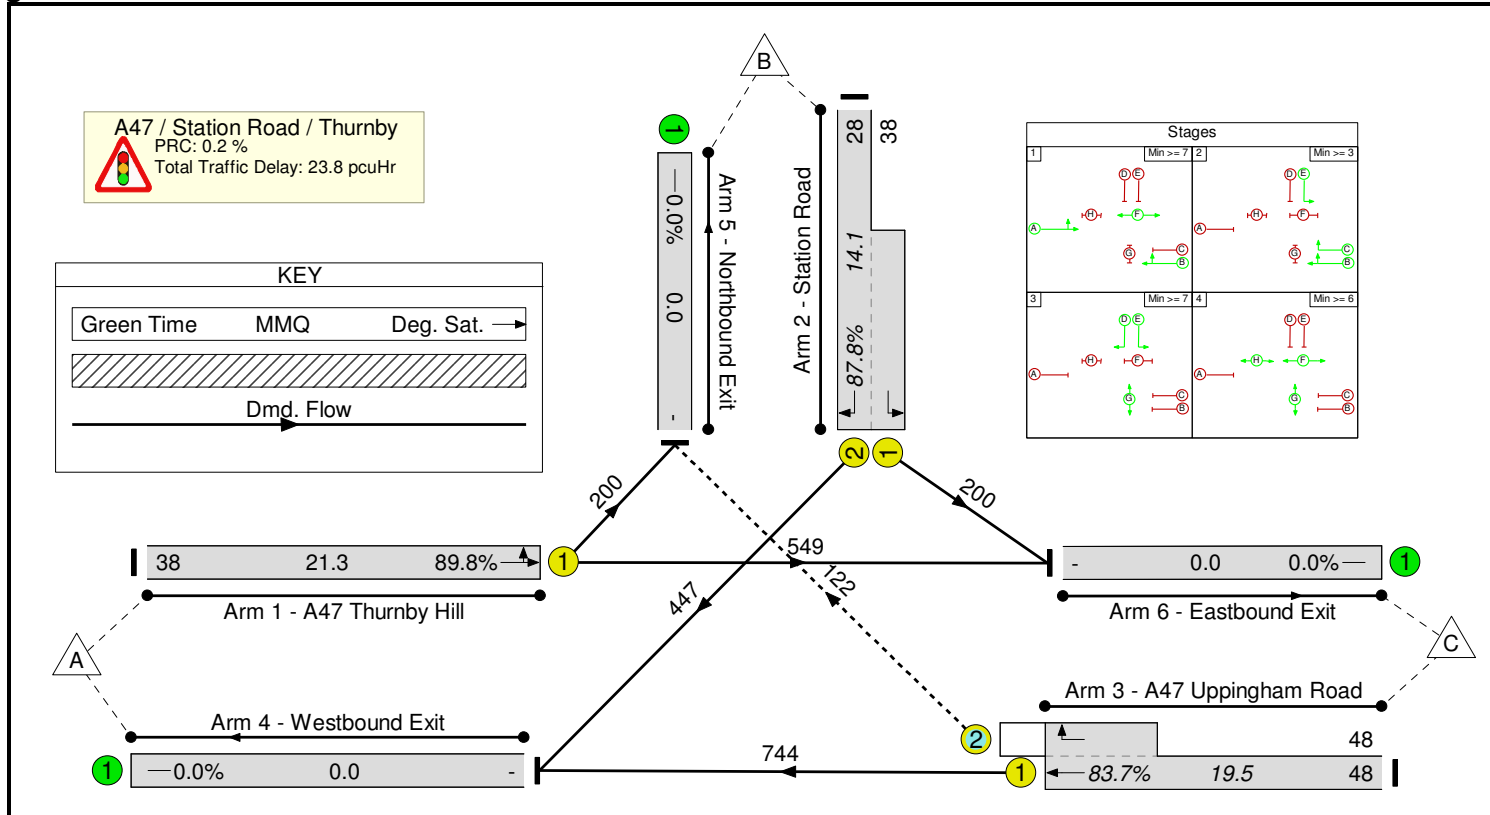 A47 / Station Road / Thurnby
PRC: 0.2 %
Total Traffic Delay: 23.8 pcuHr
KEY
Green Time MMQ Deg. Sat.
Dmd. Flow
B
1
0.0%
0.0
-
Arm 5 - Northbound Exit
Arm 2 - Station Road
28
38
14.1
87.8%
2
1
Stages
1 Min >= 7
D E
H F
A
G C
B
2 Min >= 3
D E
H F
A
G C
B
3 Min >= 7
D E
H F
A
G C
B
4 Min >= 6
D E
H F
A
G C
B
200
200
38 21.3 89.8%
1
549
122
447
- 0.0 0.0%
1
Arm 1 - A47 Thurnby Hill
Arm 6 - Eastbound Exit
A
C
Arm 3 - A47 Uppingham Road
Arm 4 - Westbound Exit
2
48
744
1
0.0% 0.0 -
1
83.7% 19.5 48